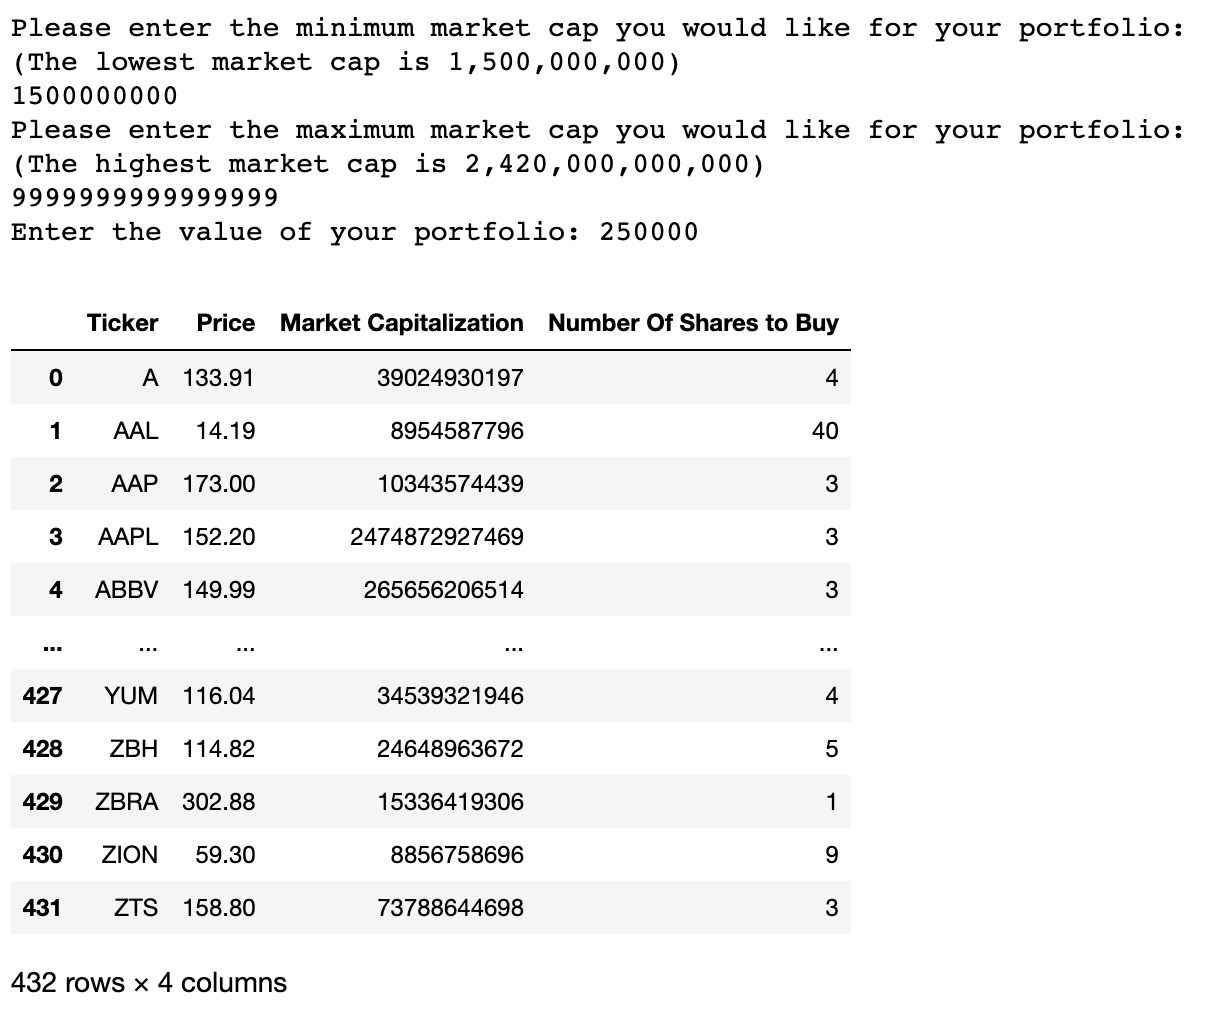 Please enter the minimum market cap you would like for your portfolio:
(The lowest market cap is 1,500,000,000)
1500000000
Please enter the maximum market cap you would like for your portfolio:
(The highest market cap is 2,420,000,000,000)
9999999999999999
Enter the value of your portfolio: 250000
Ticker Price Market Capitalization Number Of Shares to Buy
0 A 133.91 39024930197 4
1 AAL 14.19 8954587796 40
2 AAP 173.00 10343574439 3
3 AAPL 152.20 2474872927469 3
4 ABBV 149.99 265656206514 3
... ... ... ... ...
427 YUM 116.04 34539321946 4
428 ZBH 114.82 24648963672 5
429 ZBRA 302.88 15336419306 1
430 ZION 59.30 8856758696 9
431 ZTS 158.80 73788644698 3
432 rows × 4 columns